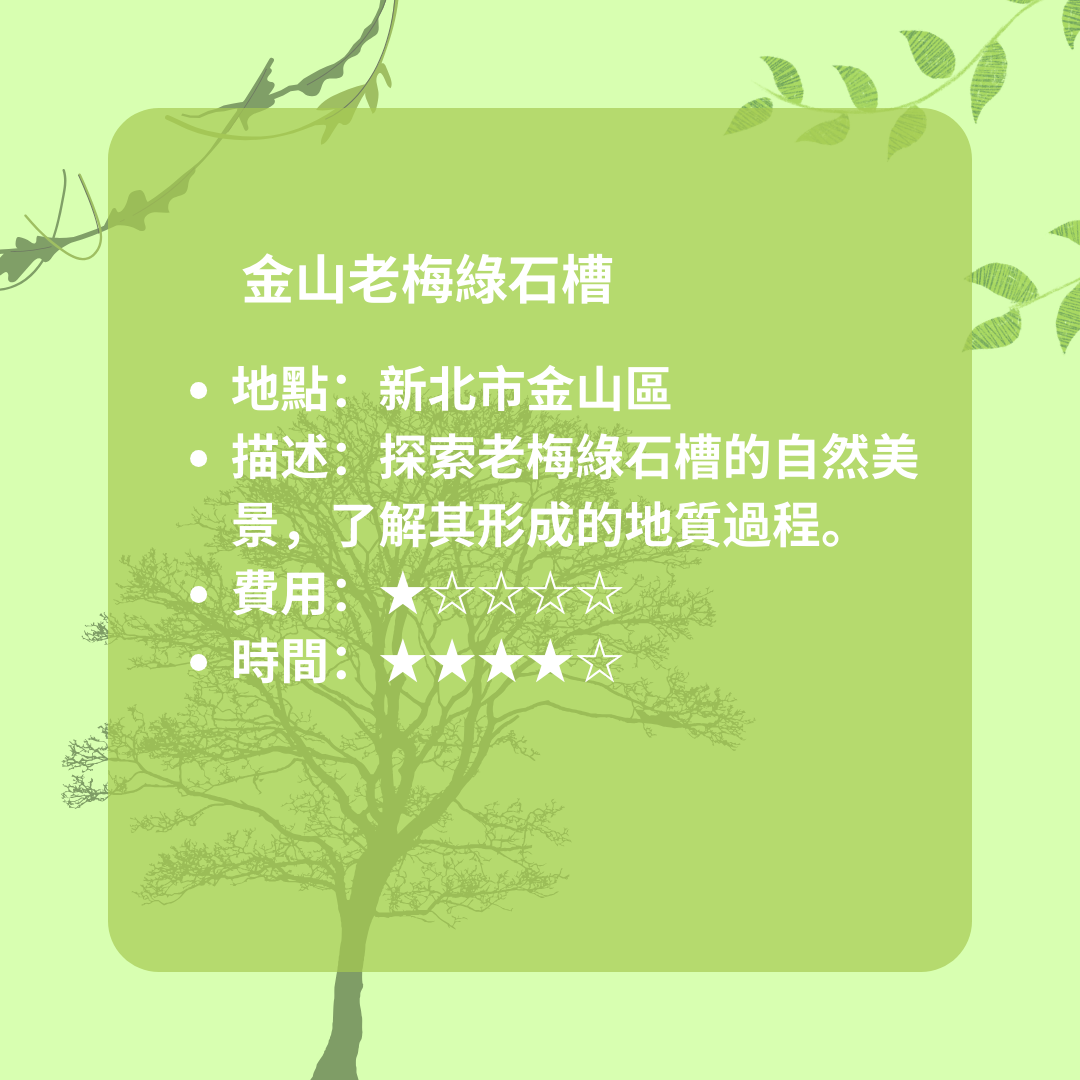 金山老梅綠石槽
• 地點：新北市金山區
• 描述：探索老梅綠石槽的自然美
景，了解其形成的地質過程。
• 費用：★☆☆☆☆
• 時間：★★★★☆